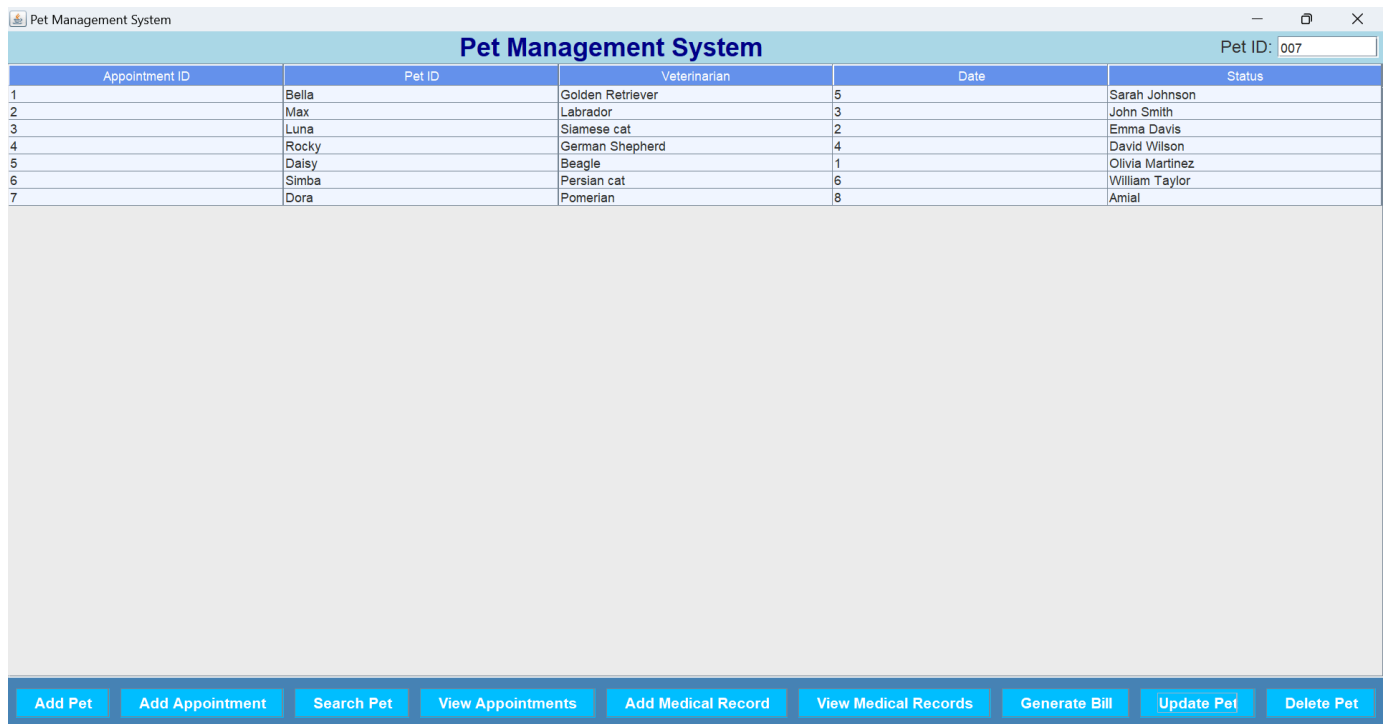 Pet Management System
Pet Management System Pet ID: 007
Appointment ID Pet ID Veterinarian Date Status
1 Bella Golden Retriever 5 Sarah Johnson
2 Max Labrador 3 John Smith
3 Luna Siamese cat 2 Emma Davis
4 Rocky German Shepherd 4 David Wilson
5 Daisy Beagle 1 Olivia Martinez
6 Simba Persian cat 6 William Taylor
7 Dora Pomerian 8 Amial
Add Pet Add Appointment Search Pet View Appointments Add Medical Record View Medical Records Generate Bill Update Pet Delete Pet